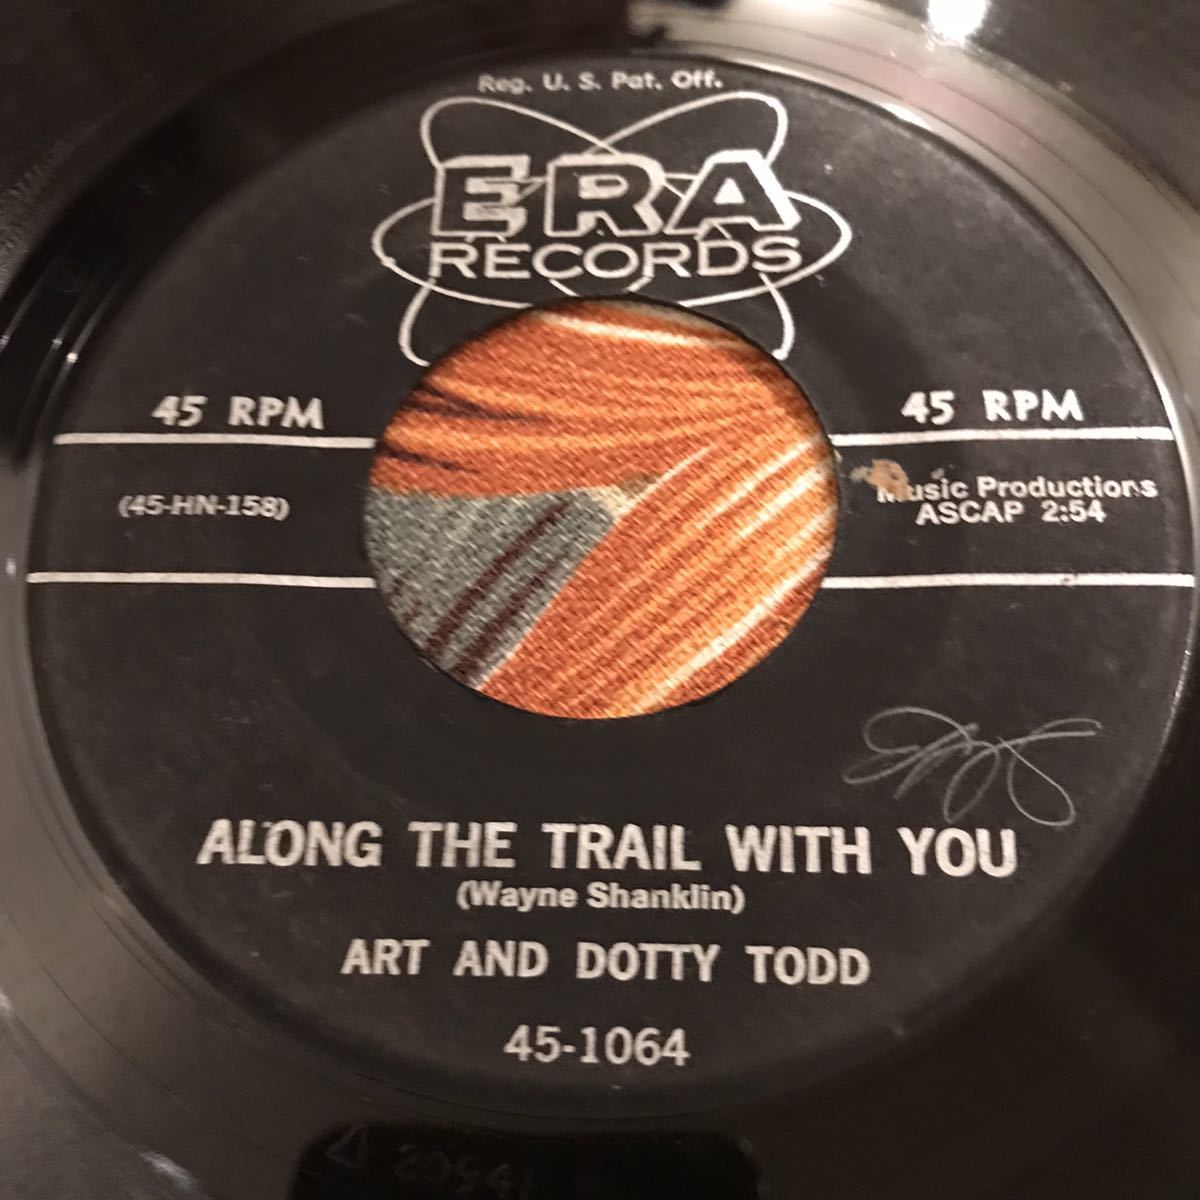 Reg. U. S. Pat. Off.
ERA
RECORDS
45 RPM
45 RPM
(45-HN-158)
Music Productions
ASCAP 2:54
ALONG THE TRAIL WITH YOU
(Wayne Shanklin)
ART AND DOTTY TODD
45-1064